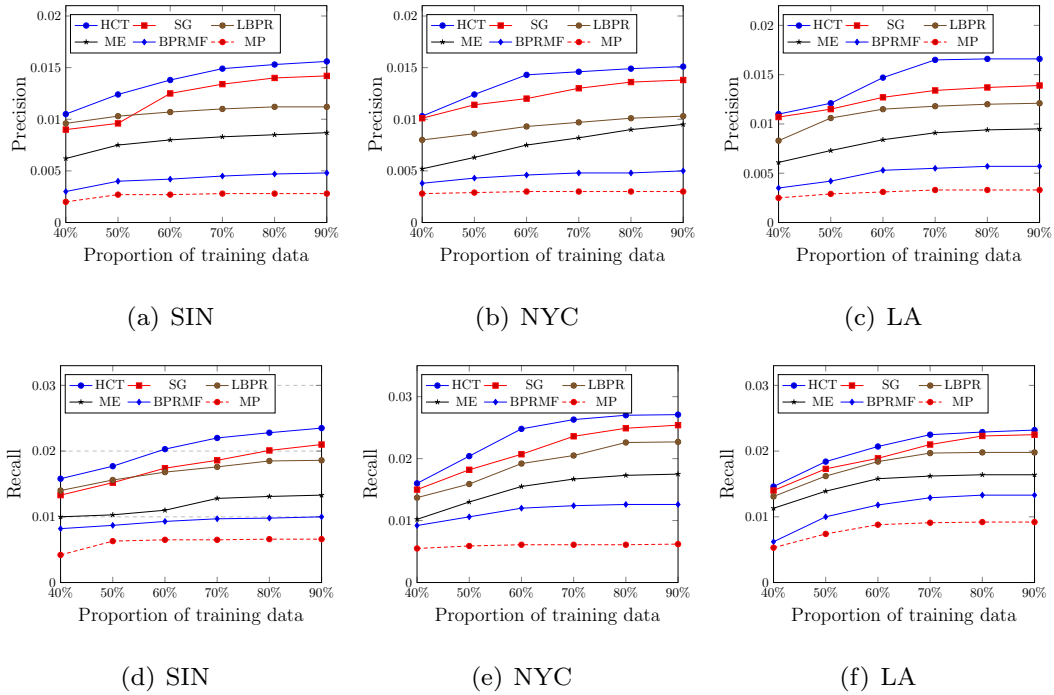 0.02
HCT SG LBPR
ME BPRMF MP
0.015
0.01
0.005
0
Precision
40% 50% 60% 70% 80% 90%
Proportion of training data
(a) SIN
0.02
HCT SG LBPR
ME BPRMF MP
0.015
0.01
0.005
0
Precision
40% 50% 60% 70% 80% 90%
Proportion of training data
(b) NYC
0.02
HCT SG LBPR
ME BPRMF MP
0.015
0.01
0.005
0
Precision
40% 50% 60% 70% 80% 90%
Proportion of training data
(c) LA
0.03
HCT SG LBPR
ME BPRMF MP
0.02
0.01
0
Recall
40% 50% 60% 70% 80% 90%
Proportion of training data
(d) SIN
HCT SG LBPR
ME BPRMF MP
0.03
0.02
0.01
0
Recall
40% 50% 60% 70% 80% 90%
Proportion of training data
(e) NYC
0.03
HCT SG LBPR
ME BPRMF MP
0.02
0.01
0
Recall
40% 50% 60% 70% 80% 90%
Proportion of training data
(f) LA